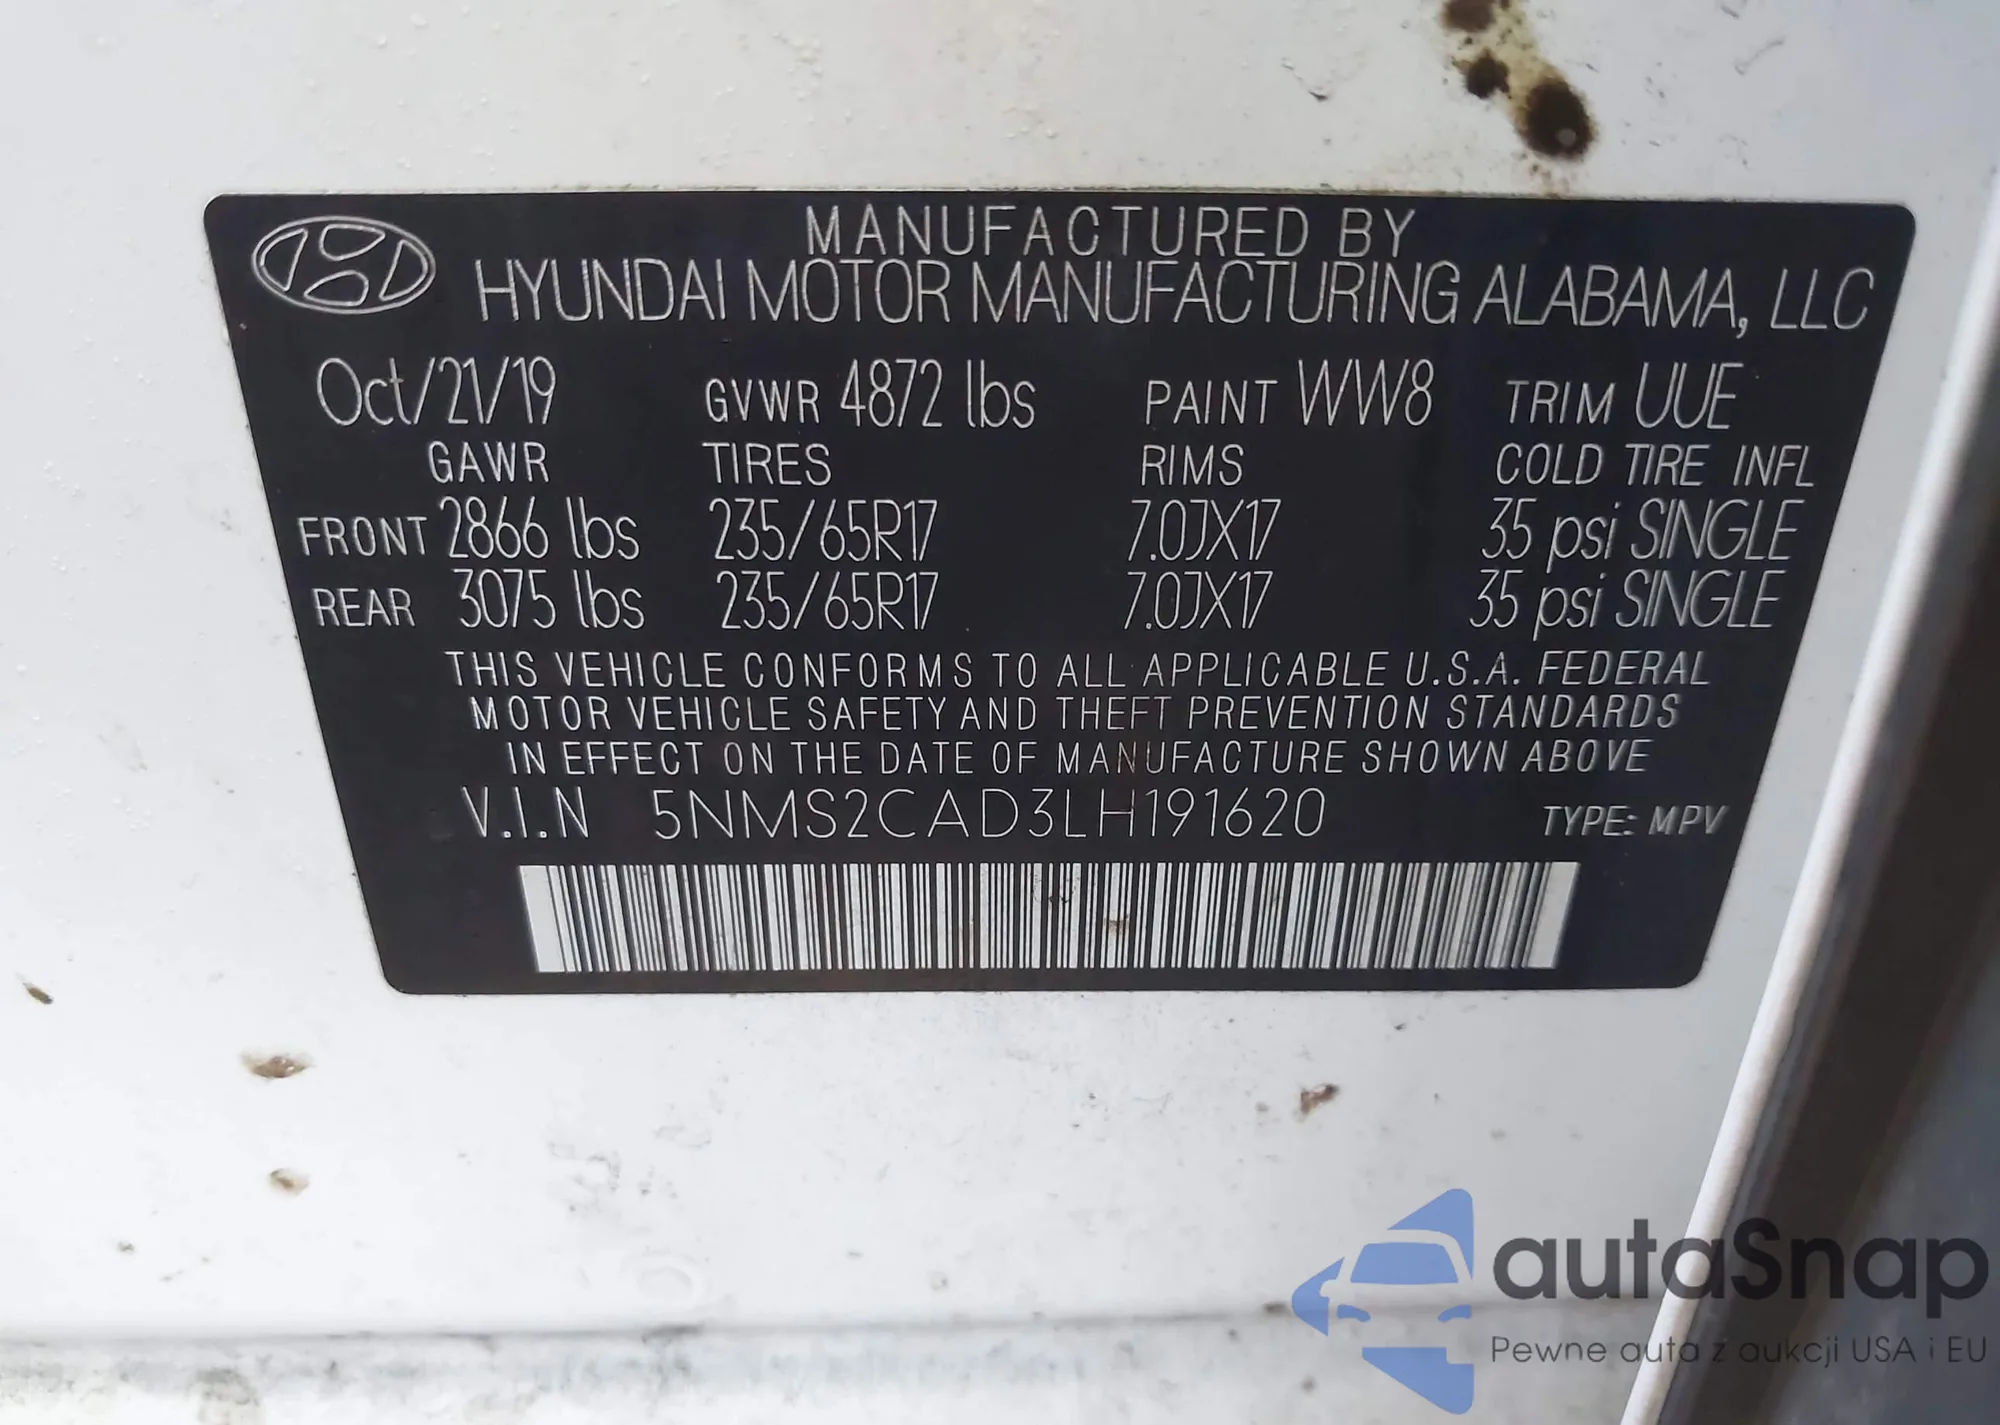 MANUFACTURED BY
HYUNDAI MOTOR MANUFACTURING ALABAMA, LLC
Oct/21/19 GVWR 4872 lbs PAINT WW8 TRIM UUE
GAWR TIRES RIMS COLD TIRE INFL
FRONT 2866 lbs 235/65R17 7.0JX17 35 psi SINGLE
REAR 3075 lbs 235/65R17 7.0JX17 35 psi SINGLE
THIS VEHICLE CONFORMS TO ALL APPLICABLE U.S.A. FEDERAL
MOTOR VEHICLE SAFETY AND THEFT PREVENTION STANDARDS
IN EFFECT ON THE DATE OF MANUFACTURE SHOWN ABOVE
V.I.N 5NMS2CAD3LH191620 TYPE: MPV
autaSnap
Pewne auta z aukcji USA i EU